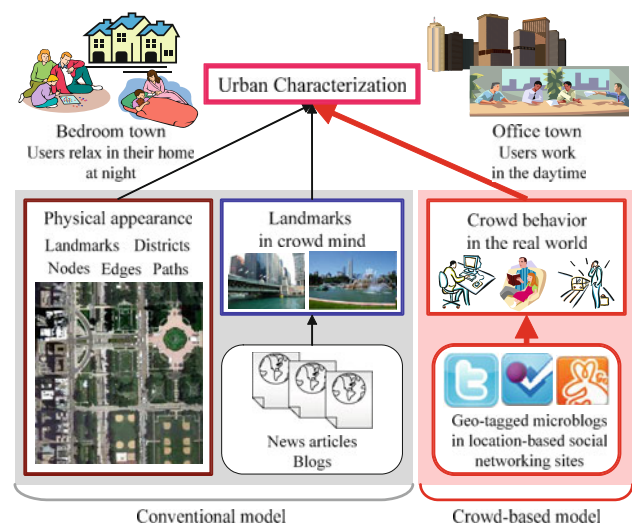 Urban Characterization
Bedroom town
Users relax in their home
at night
Office town
Users work
in the daytime
Physical appearance
Landmarks Districts
Nodes Edges Paths
Landmarks
in crowd mind
Crowd behavior
in the real world
News articles
Blogs
Geo-tagged microblogs
in location-based social
networking sites
Conventional model
Crowd-based model